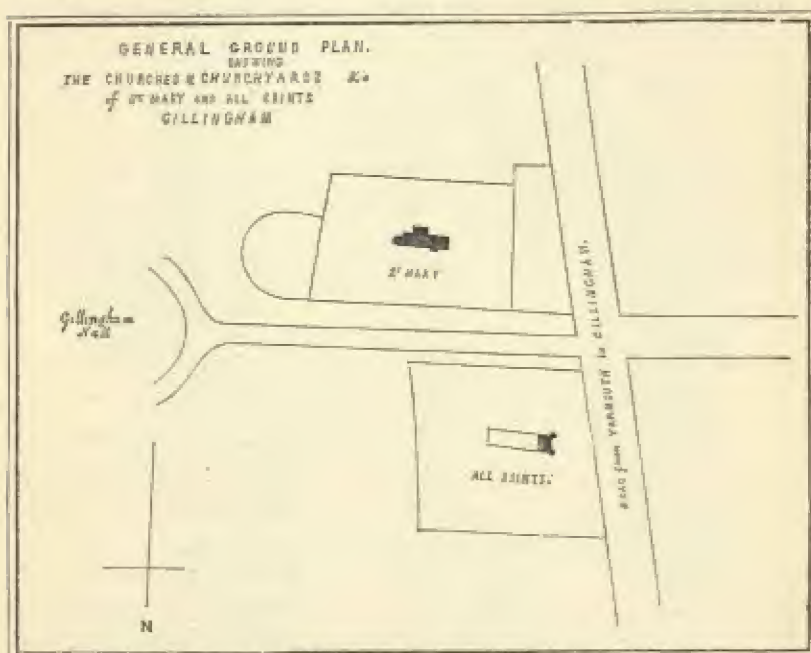 GENERAL GROUND PLAN.
SHEWING
THE CHURCHES & CHURCHYARDS &c
of ST MARY AND ALL SAINTS
GILLINGHAM
ST MARY
Gillingham
Hall
ROAD from YARMOUTH to GILLINGHAM.
ALL SAINTS.
N